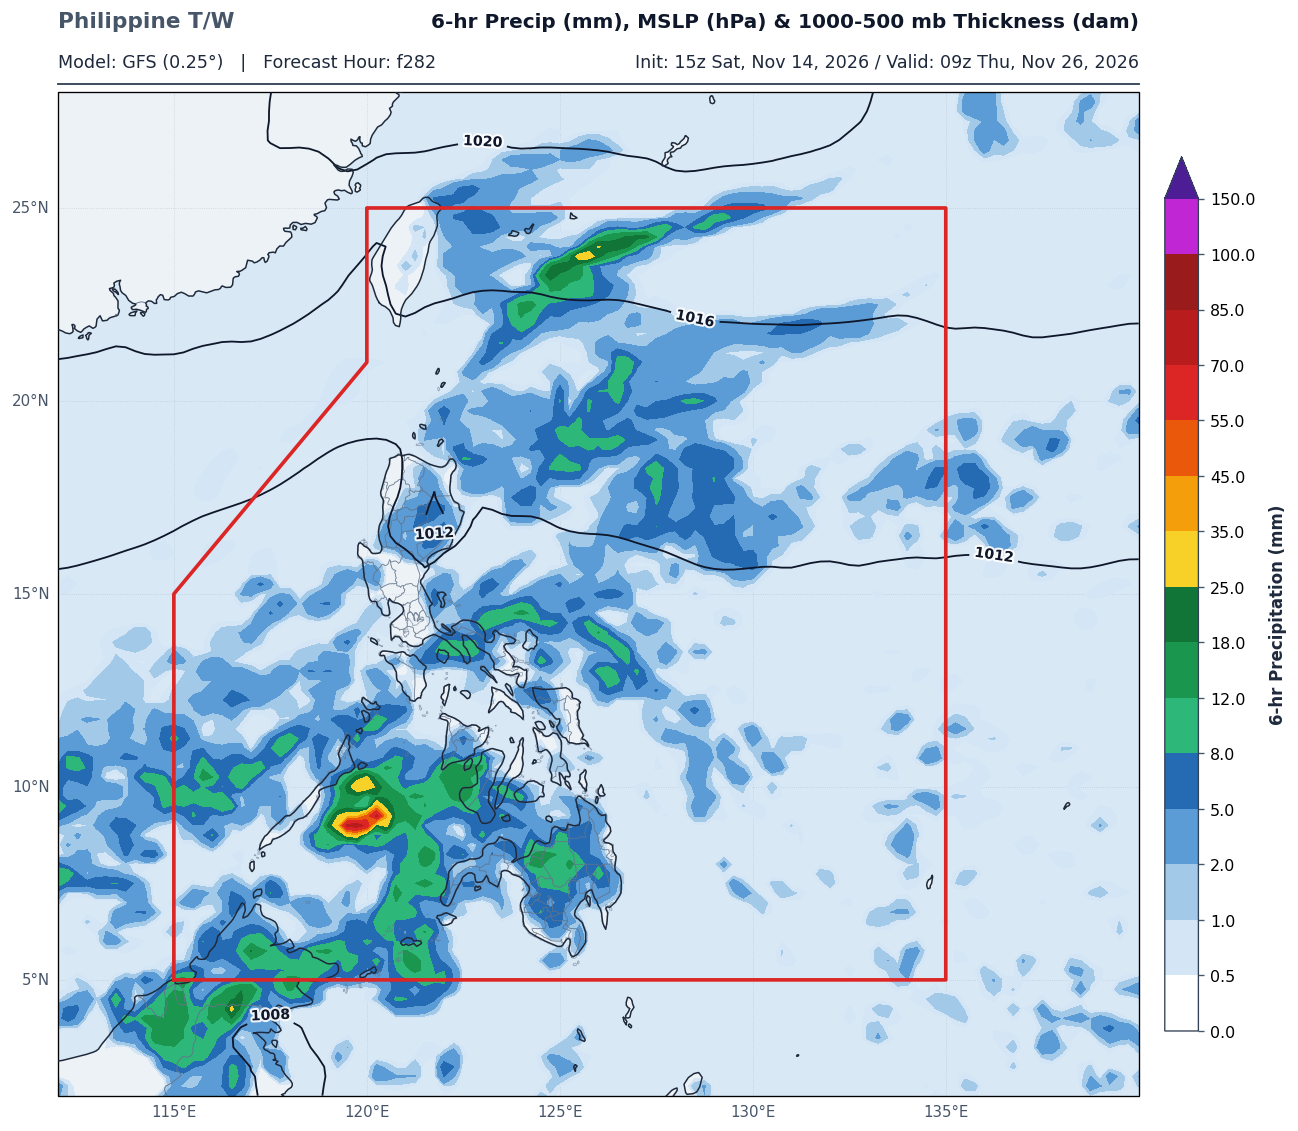 Philippine T/W
6-hr Precip (mm), MSLP (hPa) & 1000-500 mb Thickness (dam)
Model: GFS (0.25°)   |   Forecast Hour: f282
Init: 15z Sat, Nov 14, 2026 / Valid: 09z Thu, Nov 26, 2026
1020
1016
1012
1012
1008
25°N
20°N
15°N
10°N
5°N
115°E
120°E
125°E
130°E
135°E
150.0
100.0
85.0
70.0
55.0
45.0
35.0
25.0
18.0
12.0
8.0
5.0
2.0
1.0
0.5
0.0
6-hr Precipitation (mm)